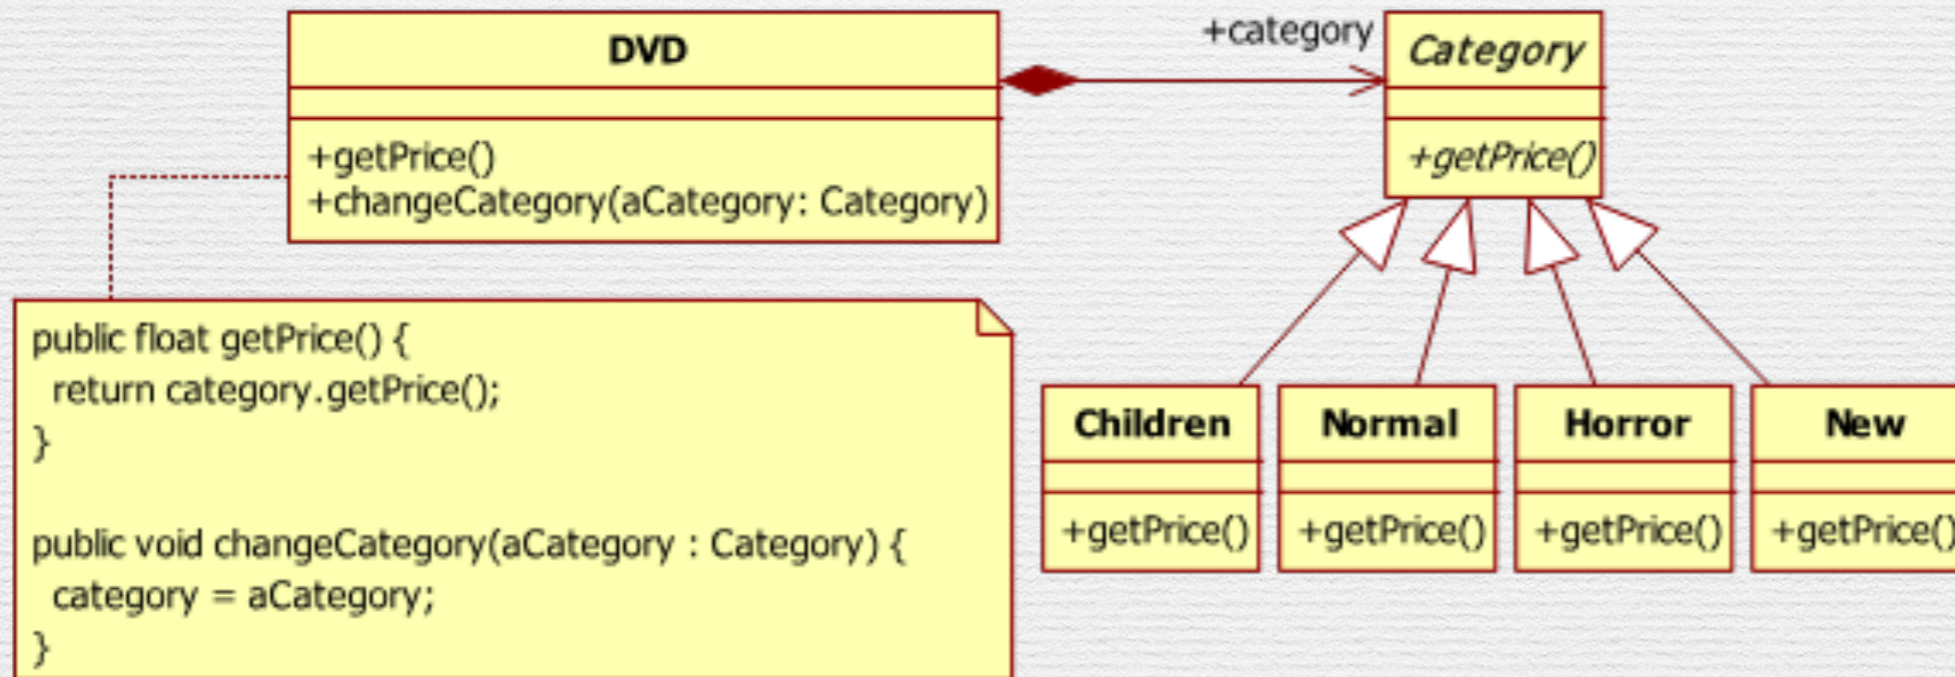 DVD
+getPrice()
+changeCategory(aCategory: Category)
+category
Category
+getPrice()
public float getPrice() {
return category.getPrice();
}
public void changeCategory(aCategory : Category) {
category = aCategory;
}
Children
+getPrice()
Normal
+getPrice()
Horror
+getPrice()
New
+getPrice()